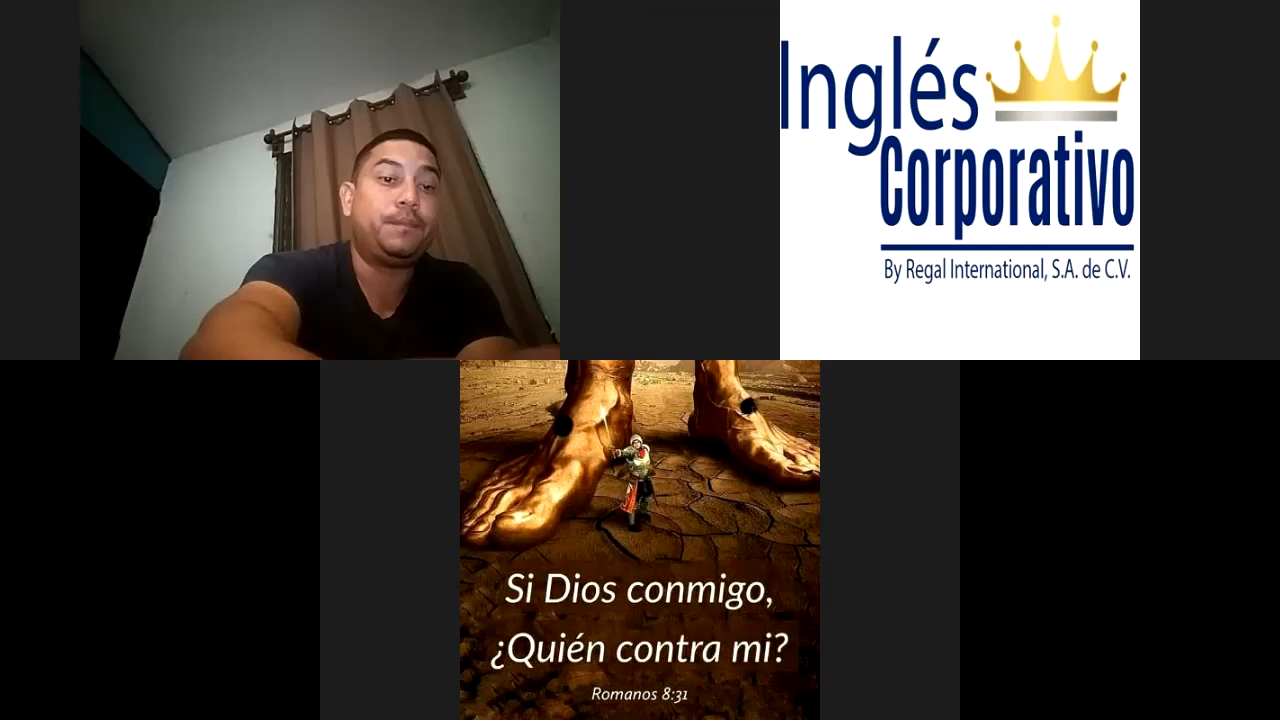 Inglés
Corporativo
By Regal International, S.A. de C.V.
Si Dios conmigo,
¿Quién contra mi?
Romanos 8:31